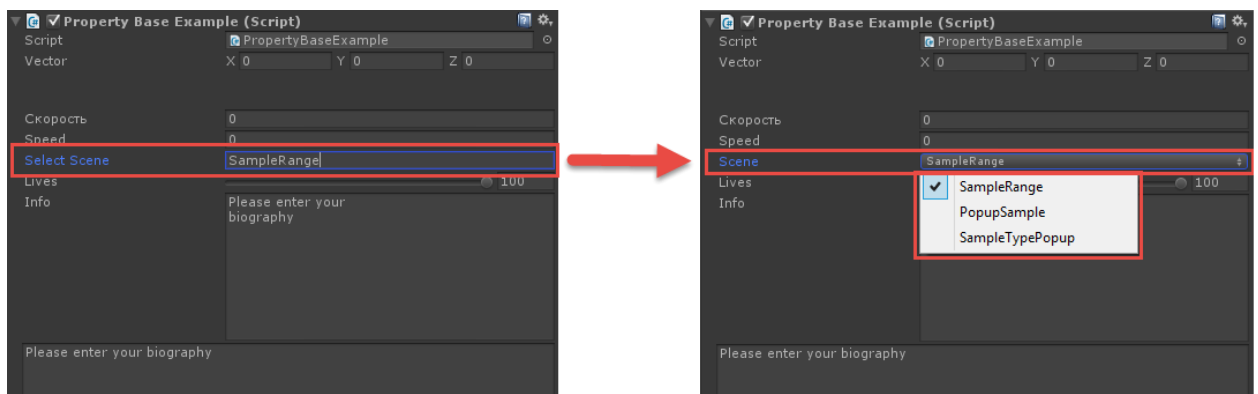 Property Base Example (Script)
Script PropertyBaseExample
Vector X 0 Y 0 Z 0
Скорость 0
Speed 0
Select Scene SampleRange
Lives 100
Info Please enter your
biography
Please enter your biography
Property Base Example (Script)
Script PropertyBaseExample
Vector X 0 Y 0 Z 0
Скорость 0
Speed 0
Scene SampleRange
Lives 100
SampleRange
Info
PopupSample
SampleTypePopup
Please enter your biography